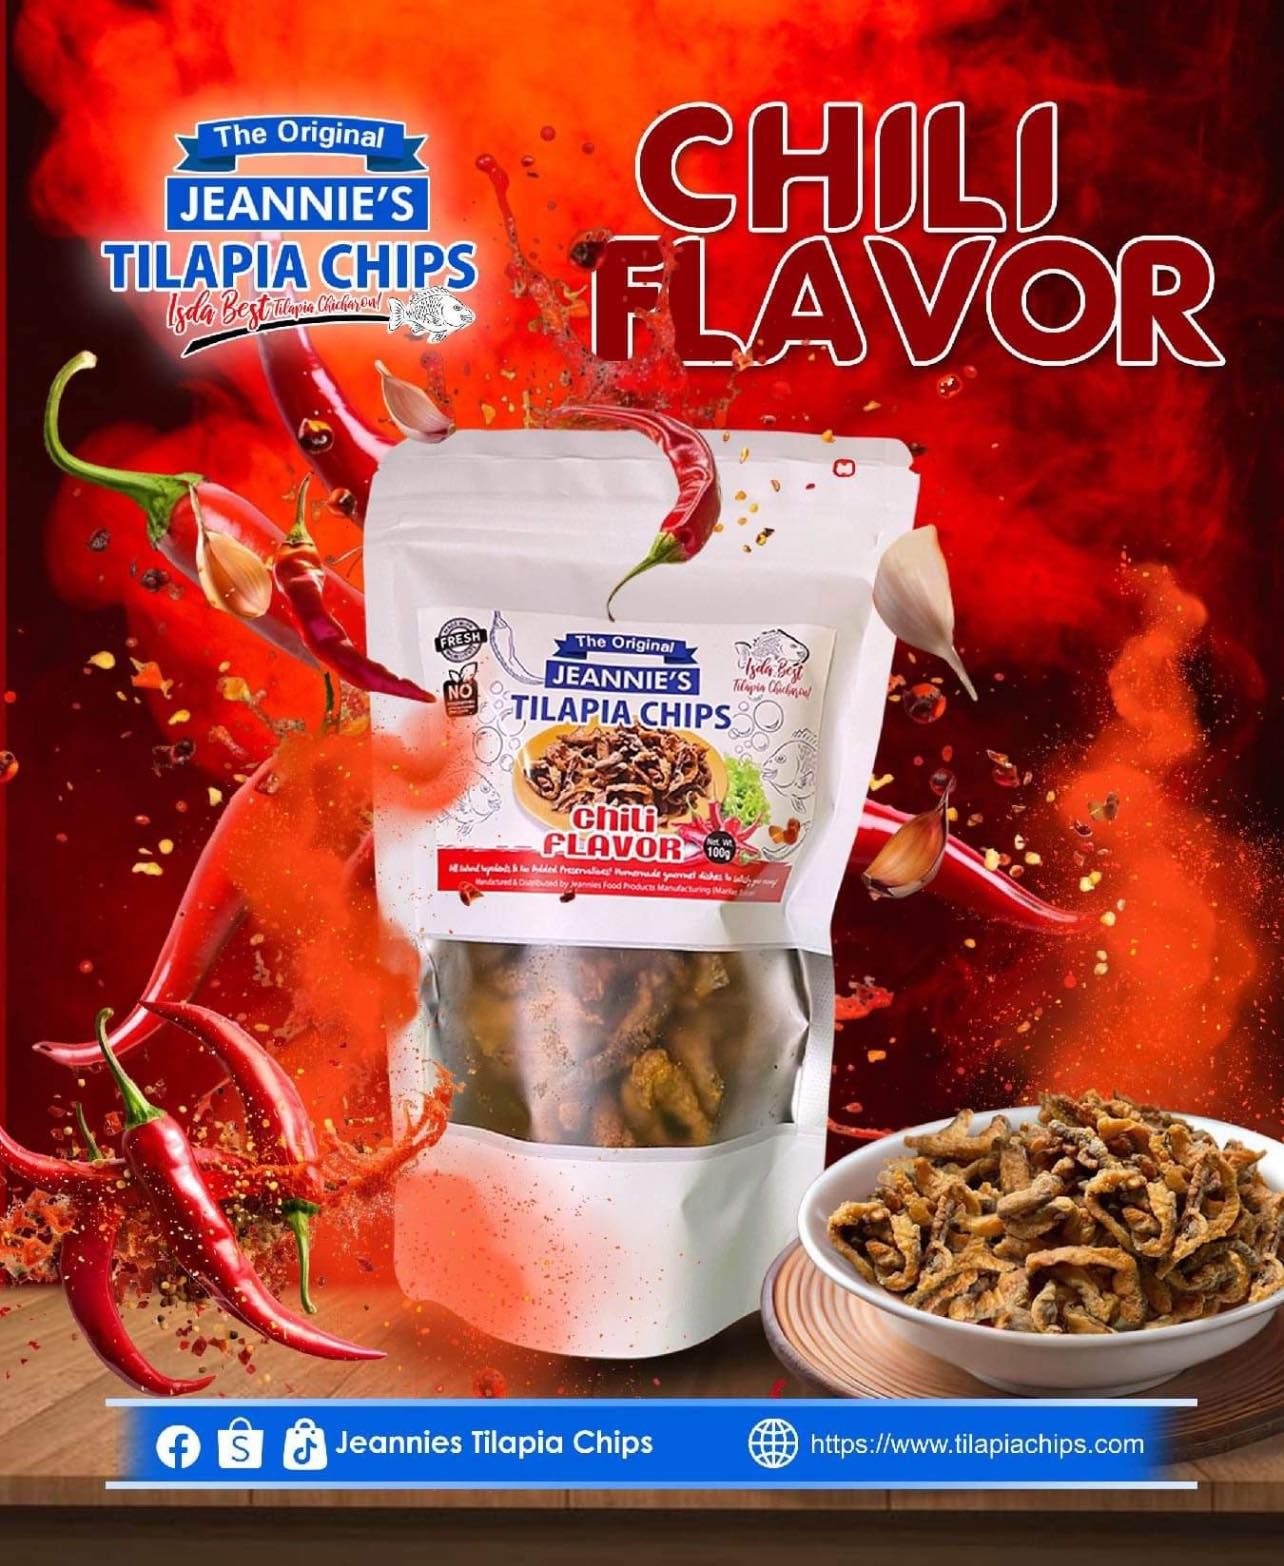 The Original
JEANNIE'S
TILAPIA CHIPS
Isda Best Tilapia Chicharon!
CHILI
FLAVOR
FRESH
NO
The Original
JEANNIE'S
TILAPIA CHIPS
Isda Best
Tilapia Chicharon!
Chili
FLAVOR
Net. Wt.
100g
All Natural Ingredients & No Added Preservatives! Homemade gourmet dishes to satisfy you
Manufactured & Distributed by Jeannies Food Products Manufacturing
Jeannies Tilapia Chips
https://www.tilapiachips.com